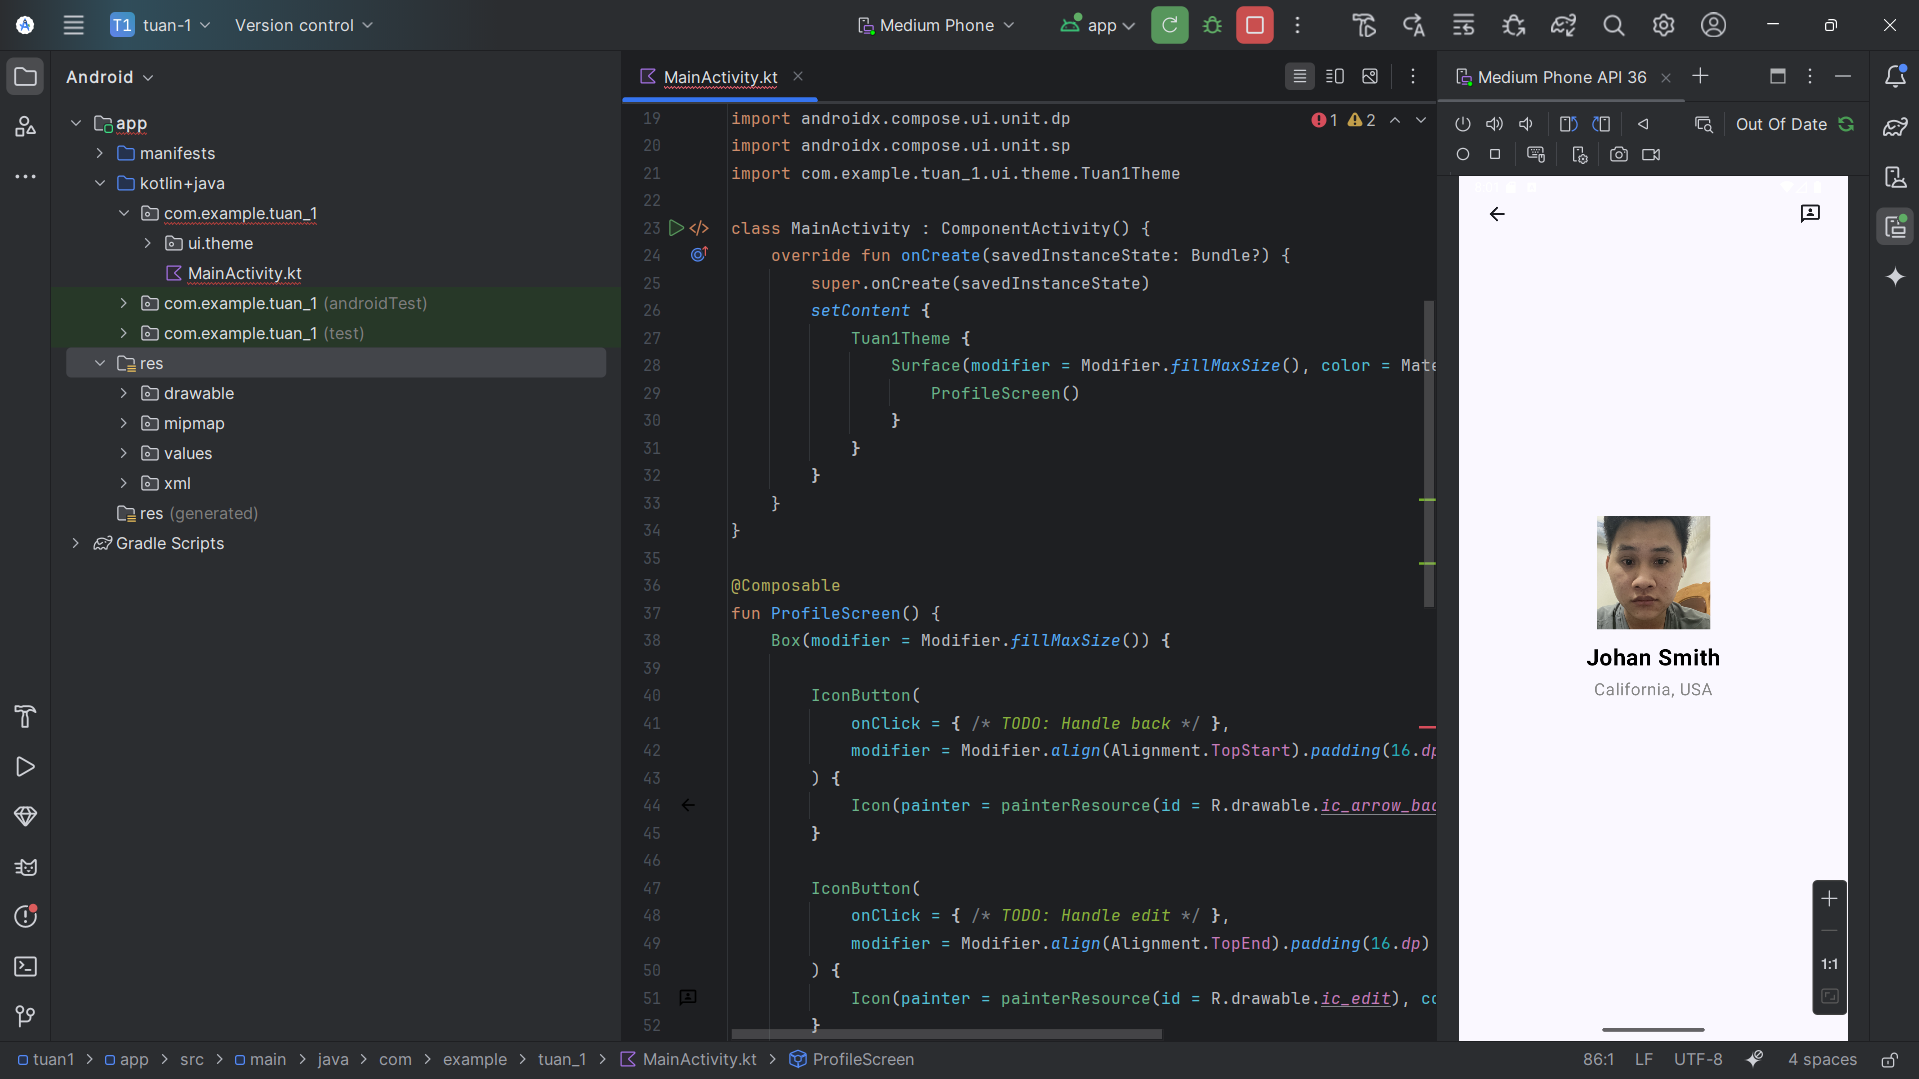 T1 tuan-1 Version control Medium Phone app
Android
app
manifests
kotlin+java
com.example.tuan_1
ui.theme
MainActivity.kt
com.example.tuan_1 (androidTest)
com.example.tuan_1 (test)
res
drawable
mipmap
values
xml
res (generated)
Gradle Scripts
MainActivity.kt
1 2
19 import androidx.compose.ui.unit.dp
20 import androidx.compose.ui.unit.sp
21 import com.example.tuan_1.ui.theme.Tuan1Theme
22
23 class MainActivity : ComponentActivity() {
24 override fun onCreate(savedInstanceState: Bundle?) {
25 super.onCreate(savedInstanceState)
26 setContent {
27 Tuan1Theme {
28 Surface(modifier = Modifier.fillMaxSize(), color = Mate
29 ProfileScreen()
30 }
31 }
32 }
33 }
34 }
35
36 @Composable
37 fun ProfileScreen() {
38 Box(modifier = Modifier.fillMaxSize()) {
39
40 IconButton(
41 onClick = { /* TODO: Handle back */ },
42 modifier = Modifier.align(Alignment.TopStart).padding(16.dp
43 ) {
44 Icon(painter = painterResource(id = R.drawable.ic_arrow_bac
45 }
46
47 IconButton(
48 onClick = { /* TODO: Handle edit */ },
49 modifier = Modifier.align(Alignment.TopEnd).padding(16.dp)
50 ) {
51 Icon(painter = painterResource(id = R.drawable.ic_edit), co
52 }
Medium Phone API 36
Out Of Date
Johan Smith
California, USA
1:1
tuan1 > app > src > main > java > com > example > tuan_1 > MainActivity.kt > ProfileScreen
86:1 LF UTF-8 4 spaces